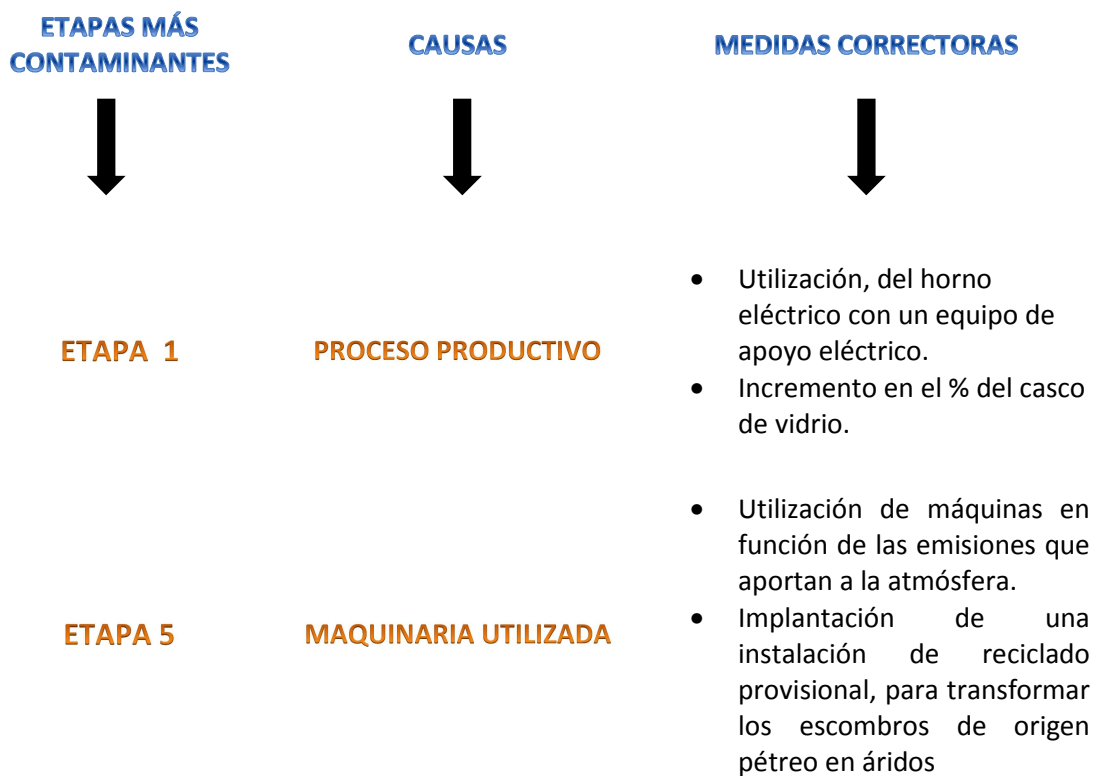 ETAPAS MÁS
CONTAMINANTES
CAUSAS
MEDIDAS CORRECTORAS
ETAPA 1
PROCESO PRODUCTIVO
• Utilización, del horno
eléctrico con un equipo de
apoyo eléctrico.
• Incremento en el % del casco
de vidrio.
ETAPA 5
MAQUINARIA UTILIZADA
• Utilización de máquinas en
función de las emisiones que
aportan a la atmósfera.
• Implantación de una
instalación de reciclado
provisional, para transformar
los escombros de origen
pétreo en áridos